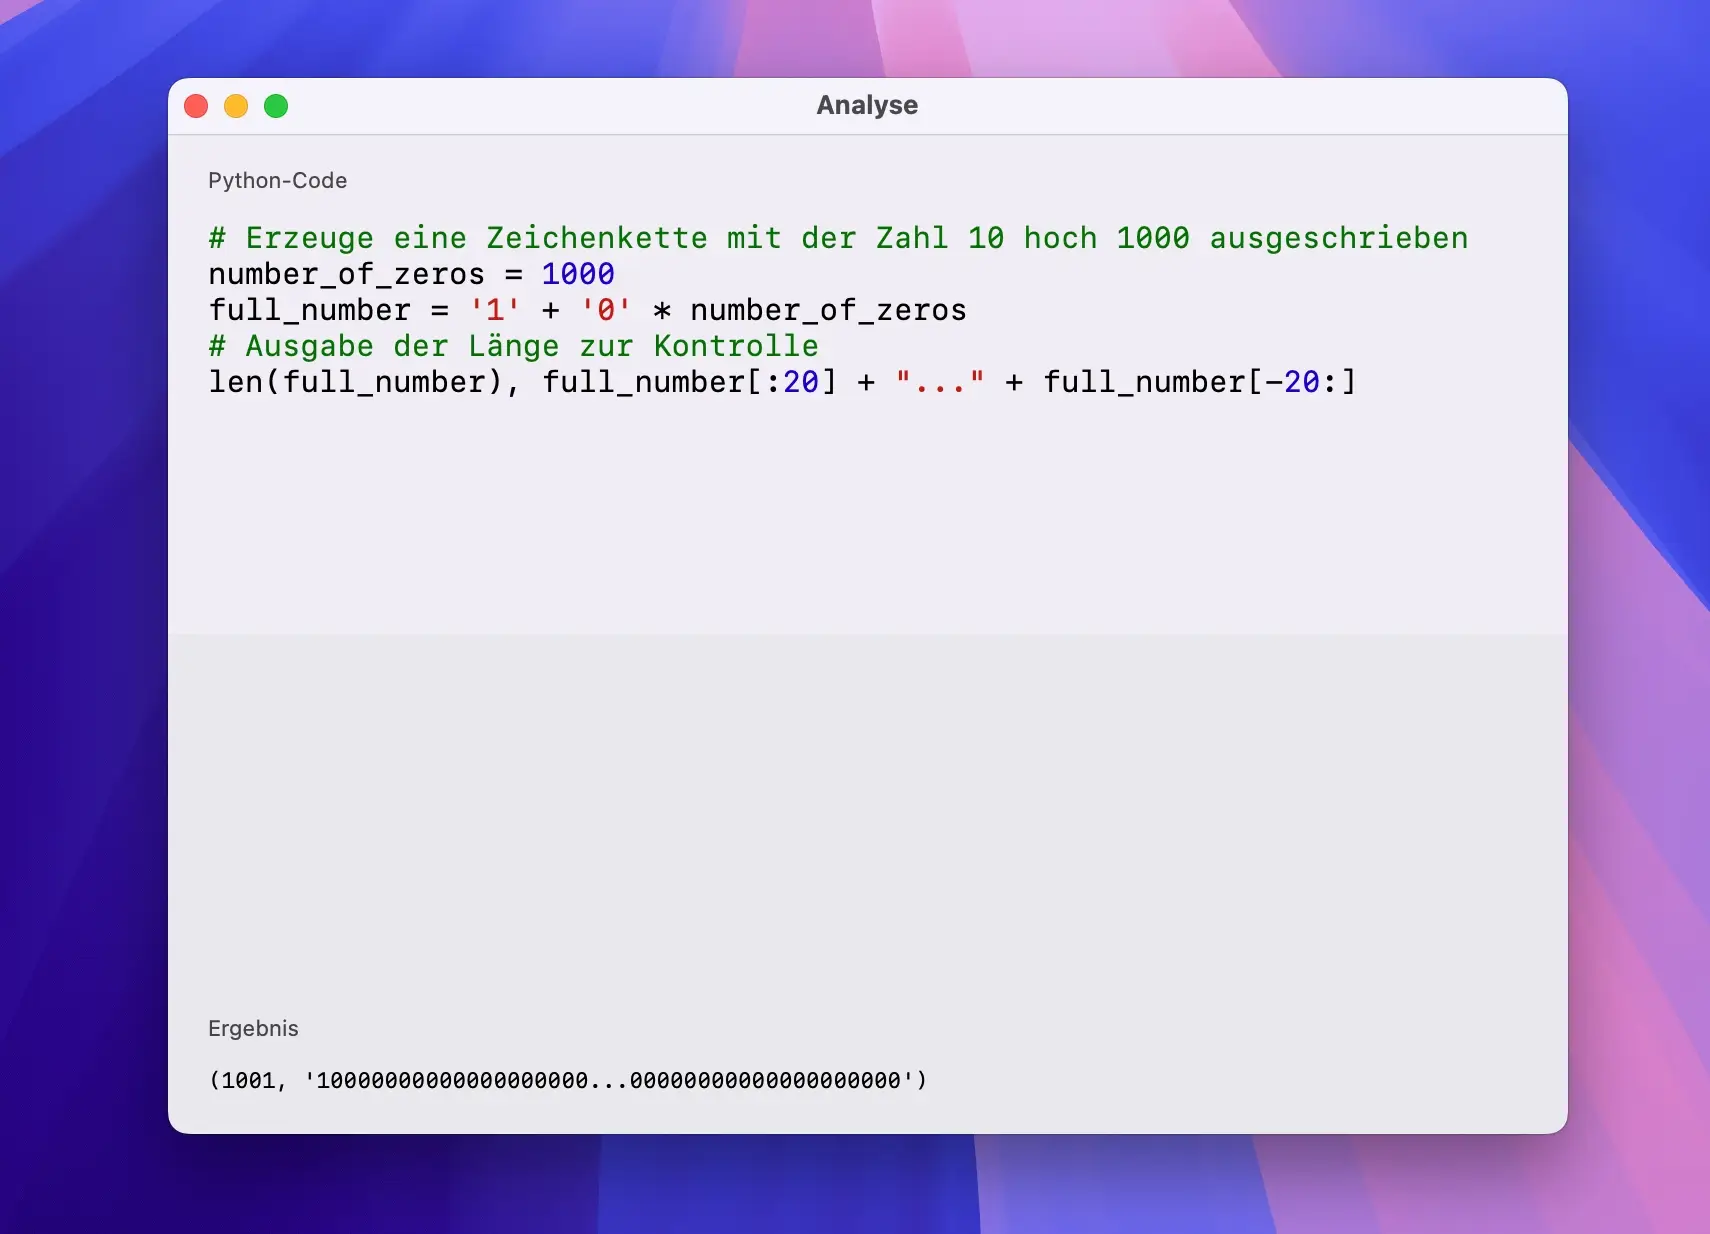 Analyse
Python-Code
# Erzeuge eine Zeichenkette mit der Zahl 10 hoch 1000 ausgeschrieben
number_of_zeros = 1000
full_number = '1' + '0' * number_of_zeros
# Ausgabe der Länge zur Kontrolle
len(full_number), full_number[:20] + "..." + full_number[-20:]
Ergebnis
(1001, '10000000000000000000...00000000000000000000')